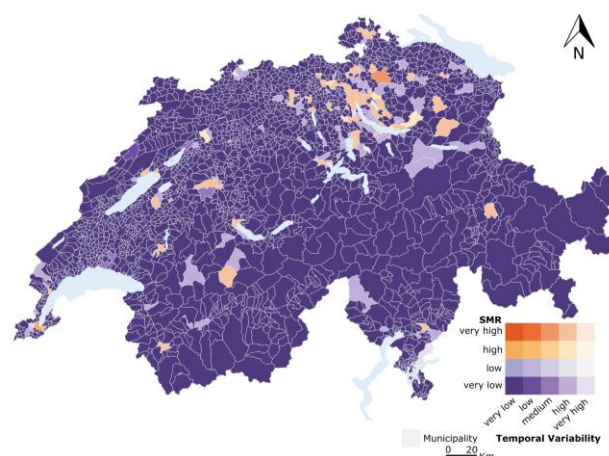 N
SMR
very high
high
low
very low
very low
low
medium
high
very high
Municipality
Temporal Variability
0 20
Km